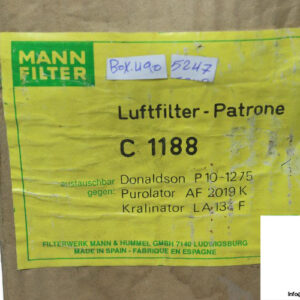 MANN
FILTER
BOX.490
5247
Luftfilter - Patrone
C 1188
austauschbar Donaldson P 10-1275
gegen: Purolator AF 2019 K
Kralinator LA 134 F
FILTERWERK MANN & HUMMEL GMBH 7140 LUDWIGSBURG
MADE IN SPAIN - FABRIQUE EN ESPAGNE